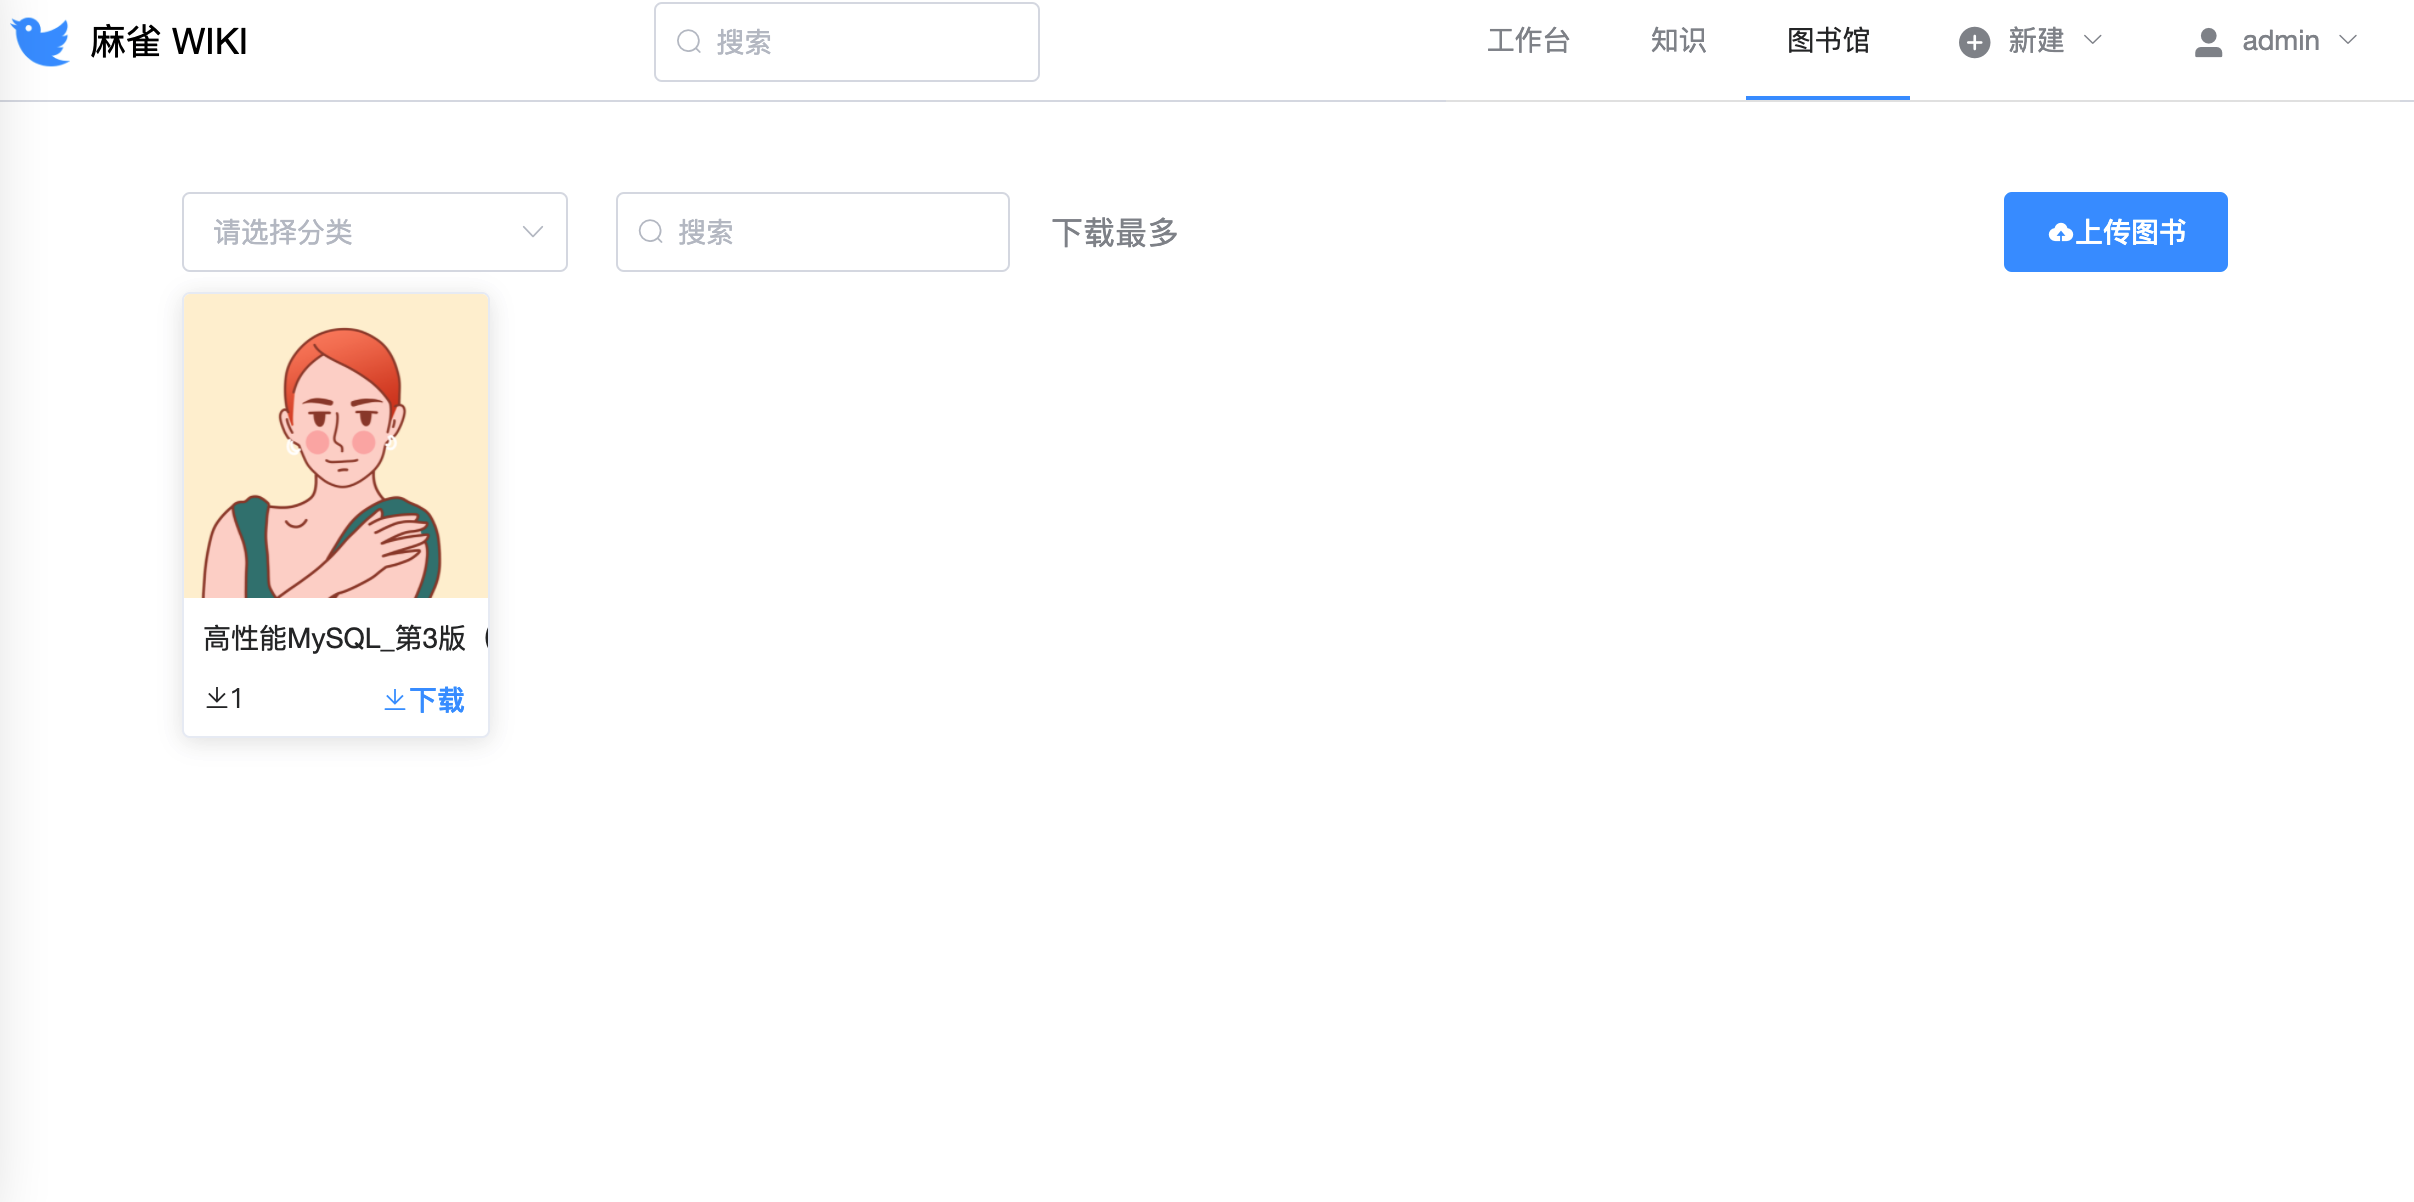 麻雀 WIKI
搜索
工作台
知识
图书馆
新建
admin
请选择分类
搜索
下载最多
上传图书
高性能MySQL_第3版（
1
下载